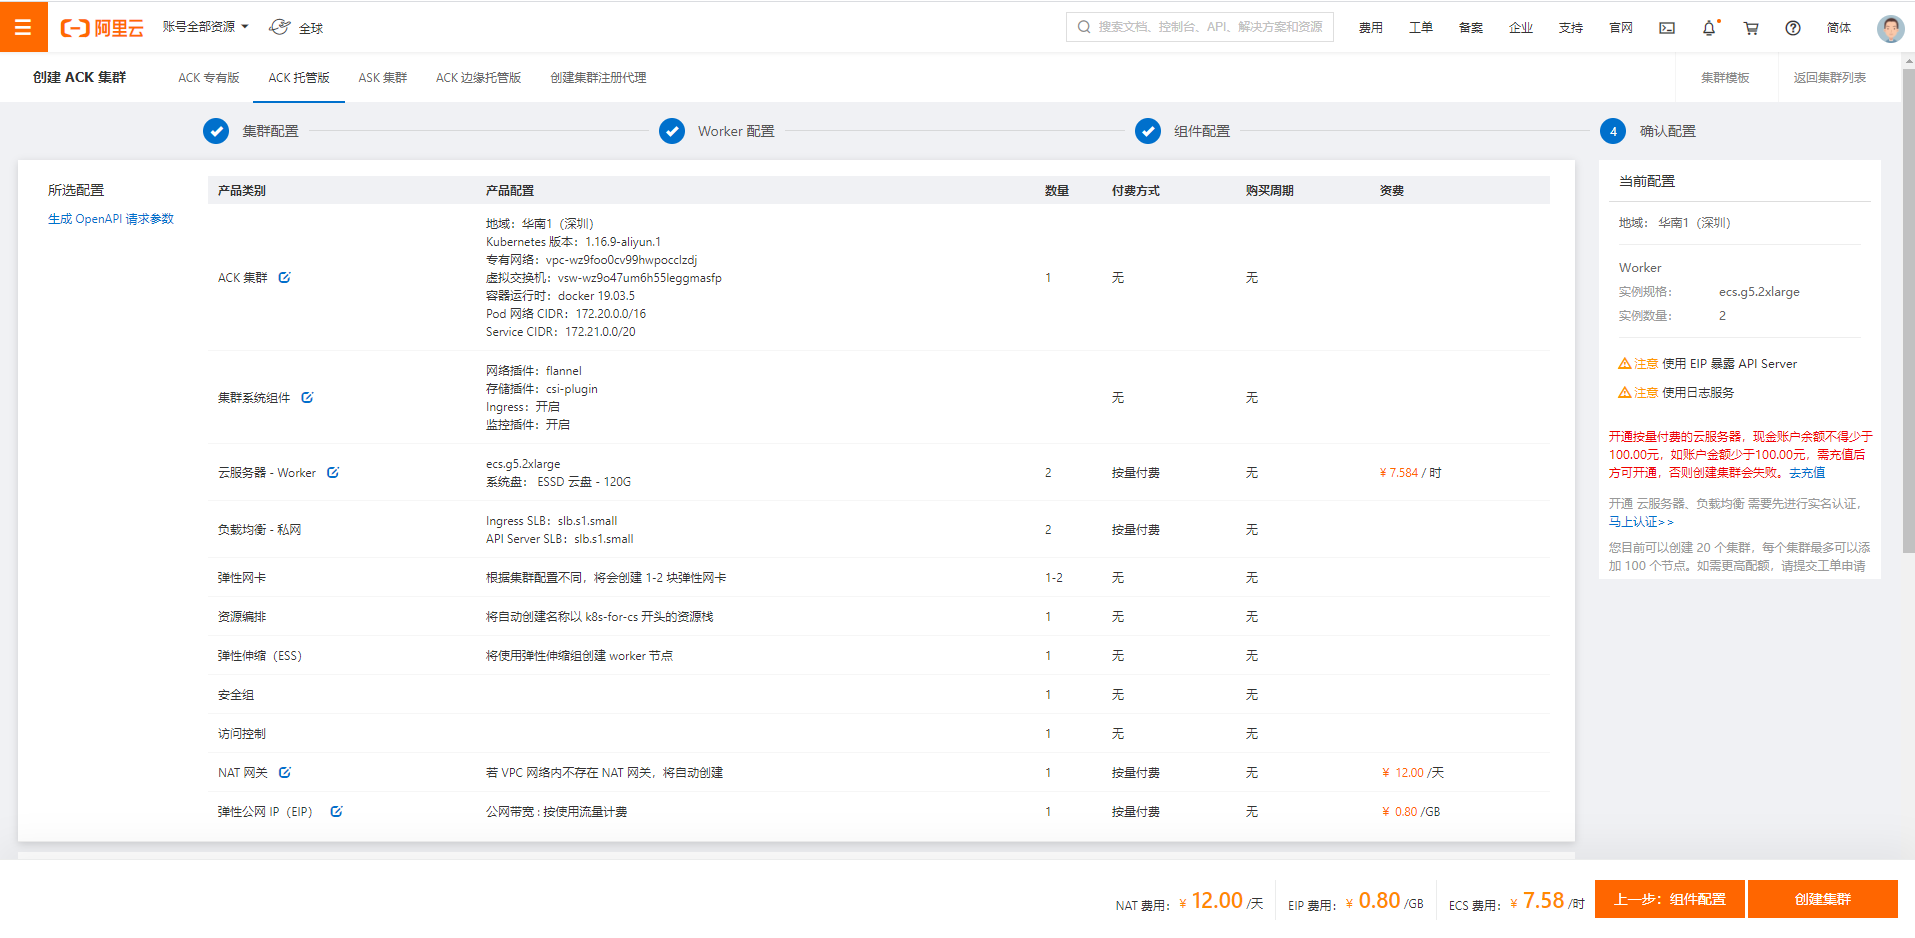 阿里云
账号全部资源
全球
搜索文档、控制台、API、解决方案和资源
费用
工单
备案
企业
支持
官网
简体
创建 ACK 集群
ACK 专有版
ACK 托管版
ASK 集群
ACK 边缘托管版
创建集群注册代理
集群模板
返回集群列表
集群配置
Worker 配置
组件配置
4 确认配置
所选配置
生成 OpenAPI 请求参数
产品类别 产品配置 数量 付费方式 购买周期 资费
地域：华南1（深圳）
Kubernetes 版本：1.16.9-aliyun.1
专有网络：vpc-wz9foo0cv99hwpocclzdj
虚拟交换机：vsw-wz9o47um6h55leggmasfp
容器运行时：docker 19.03.5
Pod 网络 CIDR：172.20.0.0/16
Service CIDR：172.21.0.0/20
ACK 集群 1 无 无
网络插件：flannel
存储插件：csi-plugin
Ingress：开启
监控插件：开启
集群系统组件 无 无
ecs.g5.2xlarge
系统盘： ESSD 云盘 - 120G
云服务器 - Worker 2 按量付费 无 ¥ 7.584 / 时
Ingress SLB：slb.s1.small
API Server SLB：slb.s1.small
负载均衡 - 私网 2 按量付费 无
弹性网卡 根据集群配置不同，将会创建 1-2 块弹性网卡 1-2 无 无
资源编排 将自动创建名称以 k8s-for-cs 开头的资源栈 1 无 无
弹性伸缩（ESS） 将使用弹性伸缩组创建 worker 节点 1 无 无
安全组 1 无 无
访问控制 1 无 无
NAT 网关 若 VPC 网络内不存在 NAT 网关，将自动创建 1 按量付费 无 ¥ 12.00 /天
弹性公网 IP（EIP） 公网带宽 : 按使用流量计费 1 按量付费 无 ¥ 0.80 /GB
当前配置
地域： 华南1（深圳）
Worker
实例规格： ecs.g5.2xlarge
实例数量： 2
注意 使用 EIP 暴露 API Server
注意 使用日志服务
开通按量付费的云服务器，现金账户余额不得少于
100.00元，如账户金额少于100.00元，需充值后
方可开通，否则创建集群会失败。去充值
开通 云服务器、负载均衡 需要先进行实名认证，
马上认证>>
您目前可以创建 20 个集群，每个集群最多可以添
加 100 个节点。如需更高配额，请提交工单申请
NAT 费用： ¥ 12.00 /天
EIP 费用： ¥ 0.80 /GB
ECS 费用： ¥ 7.58 /时
上一步：组件配置
创建集群